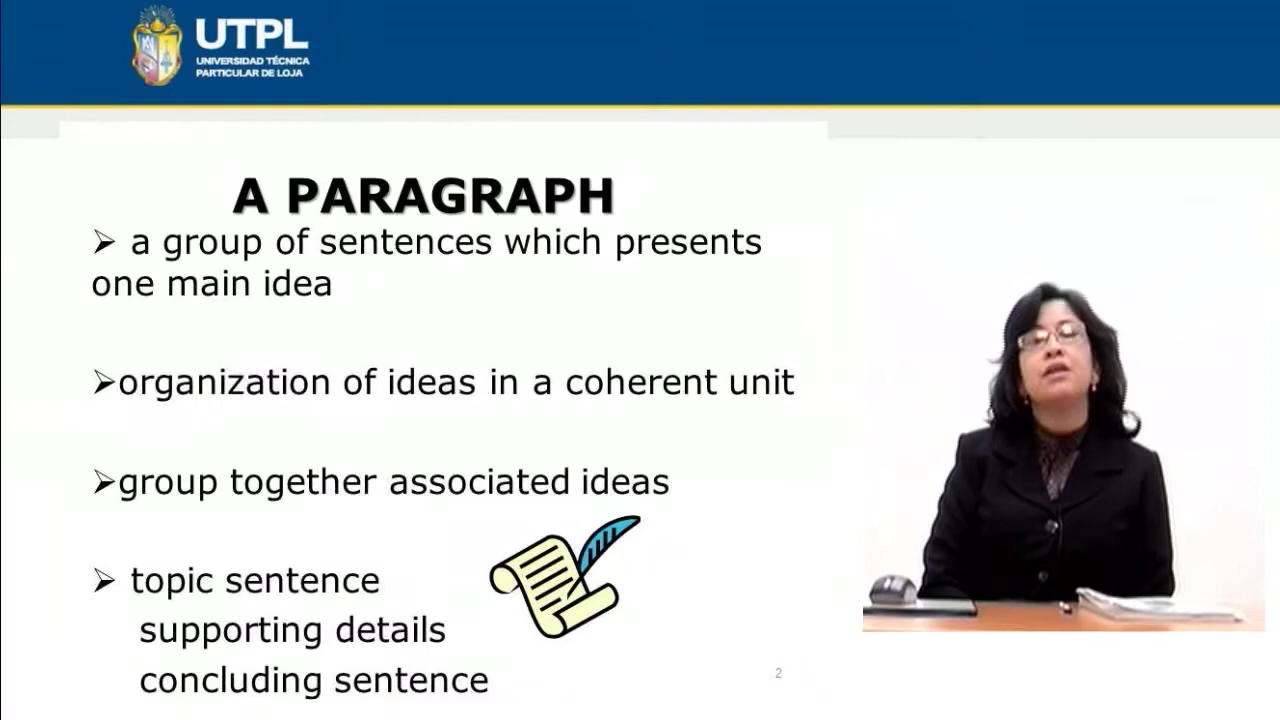 UTPL
UNIVERSIDAD TÉCNICA
PARTICULAR DE LOJA
A PARAGRAPH
➢ a group of sentences which presents
one main idea
➢organization of ideas in a coherent unit
➢group together associated ideas
➢ topic sentence
supporting details
concluding sentence
2